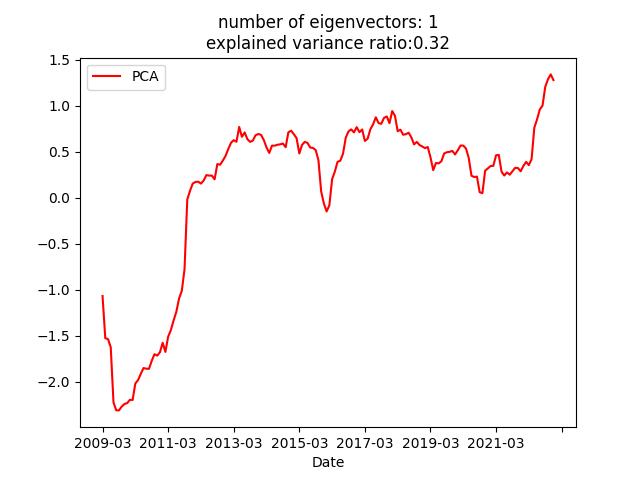 number of eigenvectors: 1
explained variance ratio:0.32
PCA
1.5
1.0
0.5
0.0
−0.5
−1.0
−1.5
−2.0
2009-03 2011-03 2013-03 2015-03 2017-03 2019-03 2021-03
Date